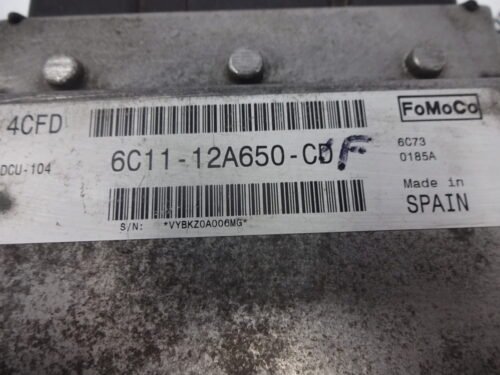 4CFD
FoMoCo
DCU-104
6C11-12A650-CD F
6C73
0185A
Made in
SPAIN
S/N: *VYBKZ0A006MG*